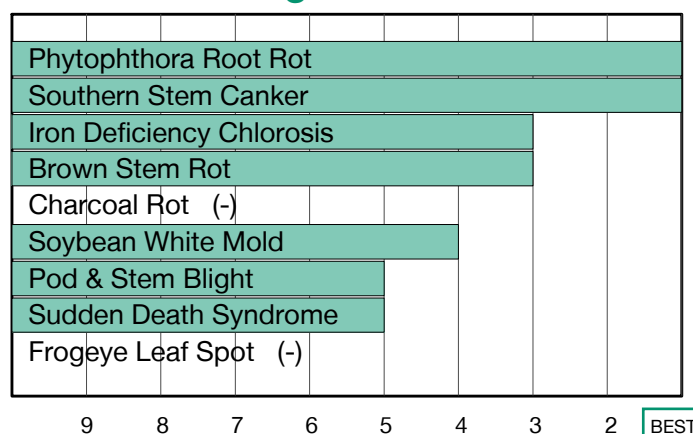 Phytophthora Root Rot
Southern Stem Canker
Iron Deficiency Chlorosis
Brown Stem Rot
Charcoal Rot (-)
Soybean White Mold
Pod & Stem Blight
Sudden Death Syndrome
Frogeye Leaf Spot (-)
9 8 7 6 5 4 3 2 BEST